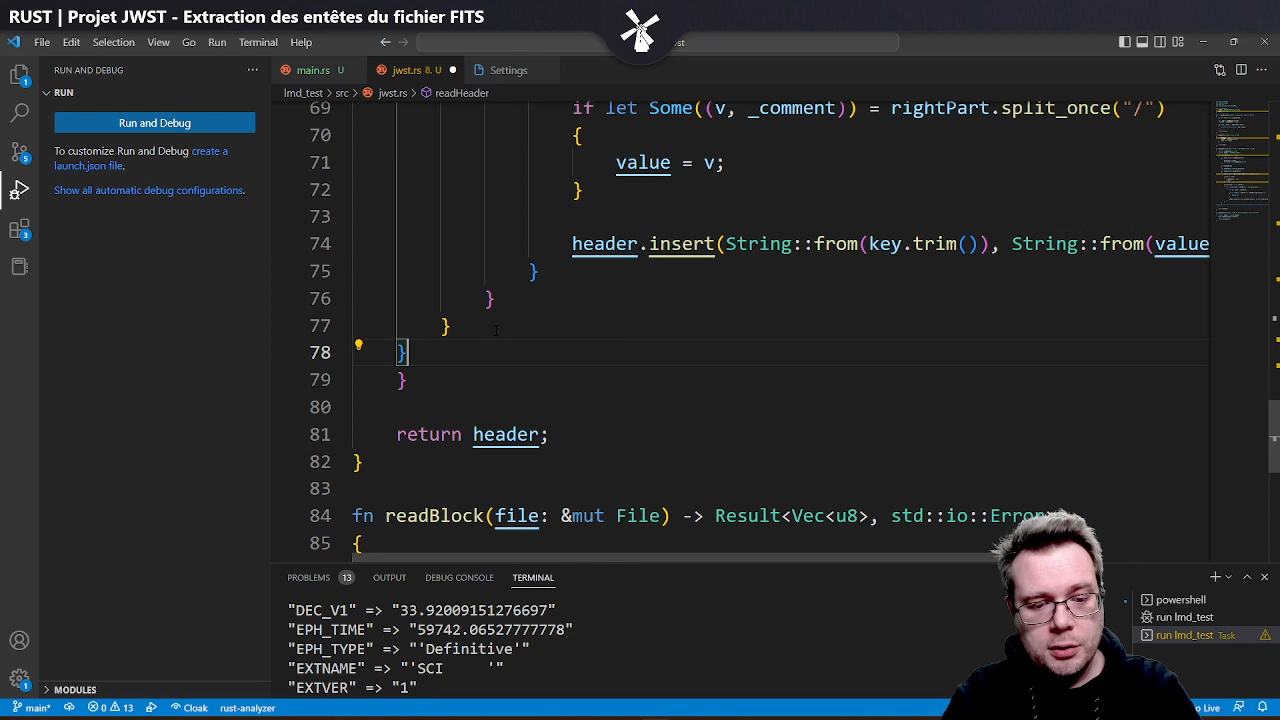 RUST | Projet JWST - Extraction des entêtes du fichier FITS
File Edit Selection View Go Run Terminal Help
RUN AND DEBUG
main.rs U
jwst.rs 8, U
Settings
RUN
lmd_test > src > jwst.rs > readHeader
Run and Debug
To customize Run and Debug create a
launch.json file.
Show all automatic debug configurations.
69 if let Some((v, _comment)) = rightPart.split_once("/")
70 {
71 value = v;
72 }
73
74 header.insert(String::from(key.trim()), String::from(value
75 }
76 }
77 }
78 }
79 }
80
81 return header;
82 }
83
84 fn readBlock(file: &mut File) -> Result<Vec<u8>, std::io::Error>
85 {
PROBLEMS 13 OUTPUT DEBUG CONSOLE TERMINAL
"DEC_V1" => "33.92009151276697"
"EPH_TIME" => "59742.06527777778"
"EPH_TYPE" => "'Definitive'"
"EXTNAME" => "'SCI     '"
"EXTVER" => "1"
powershell
run lmd_test
run lmd_test Task
MODULES
main* 0 13 Cloak rust-analyzer